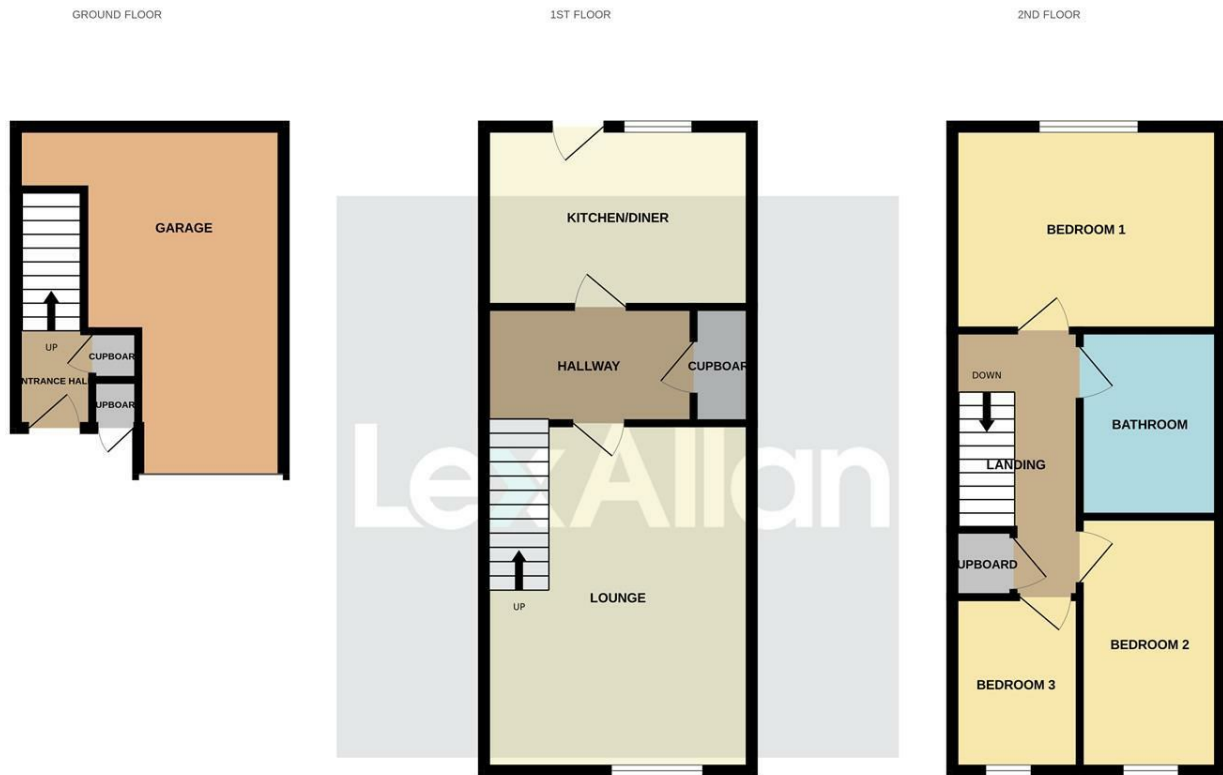 GROUND FLOOR
1ST FLOOR
2ND FLOOR
GARAGE
UP
CUPBOAR
NTRANCE HAL
CUPBOAR
KITCHEN/DINER
HALLWAY
CUPBOAR
LexAllan
LOUNGE
UP
BEDROOM 1
DOWN
BATHROOM
LANDING
UPBOARD
BEDROOM 2
BEDROOM 3